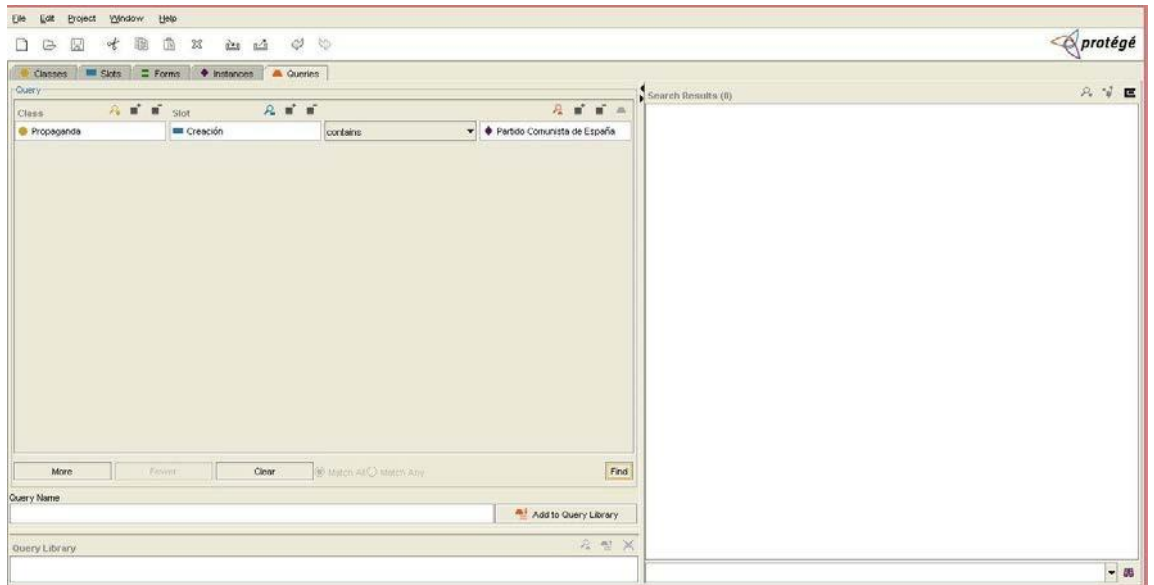 File Edit Project Window Help
protégé
Classes Slots Forms Instances Queries
Query
Search Results (0)
Class Slot
Propaganda Creación contains Partido Comunista de España
More Fewer Clear Match All Match Any Find
Query Name
Add to Query Library
Query Library